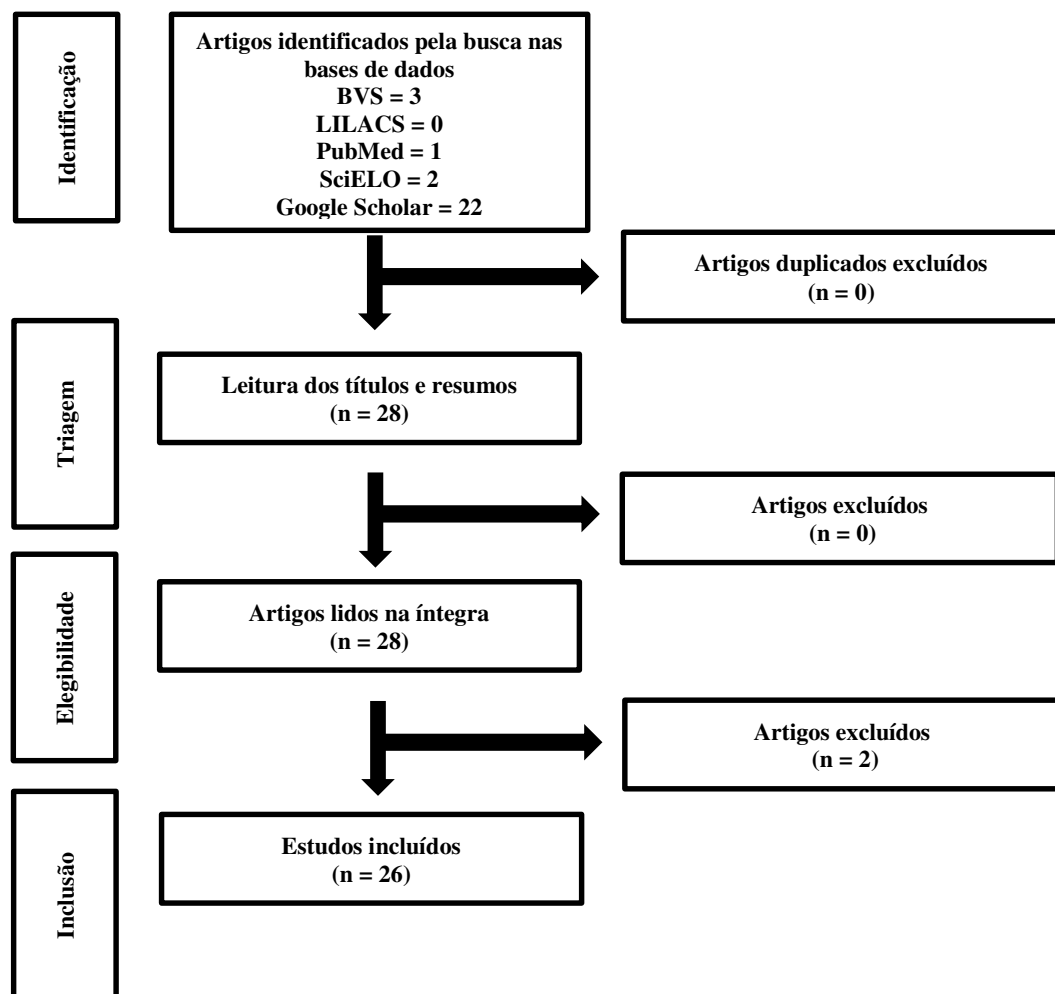 Identificação
Artigos identificados pela busca nas
bases de dados
BVS = 3
LILACS = 0
PubMed = 1
SciELO = 2
Google Scholar = 22
Artigos duplicados excluídos
(n = 0)
Triagem
Leitura dos títulos e resumos
(n = 28)
Artigos excluídos
(n = 0)
Elegibilidade
Artigos lidos na íntegra
(n = 28)
Artigos excluídos
(n = 2)
Inclusão
Estudos incluídos
(n = 26)